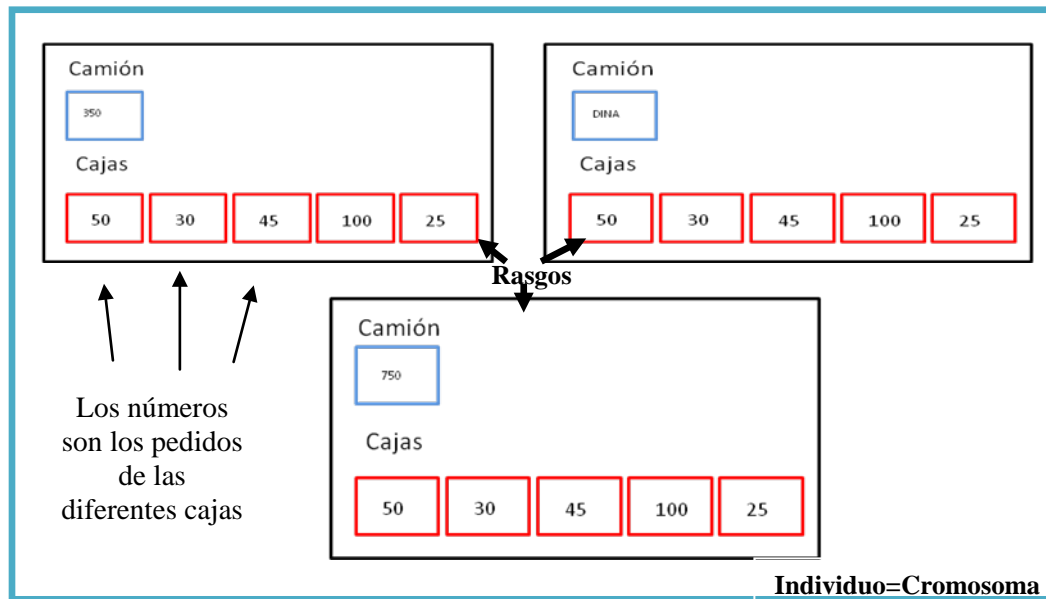 Camión
350
Cajas
50 30 45 100 25
Camión
DINA
Cajas
50 30 45 100 25
Rasgos
Camión
750
Cajas
50 30 45 100 25
Los números
son los pedidos
de las
diferentes cajas
Individuo=Cromosoma